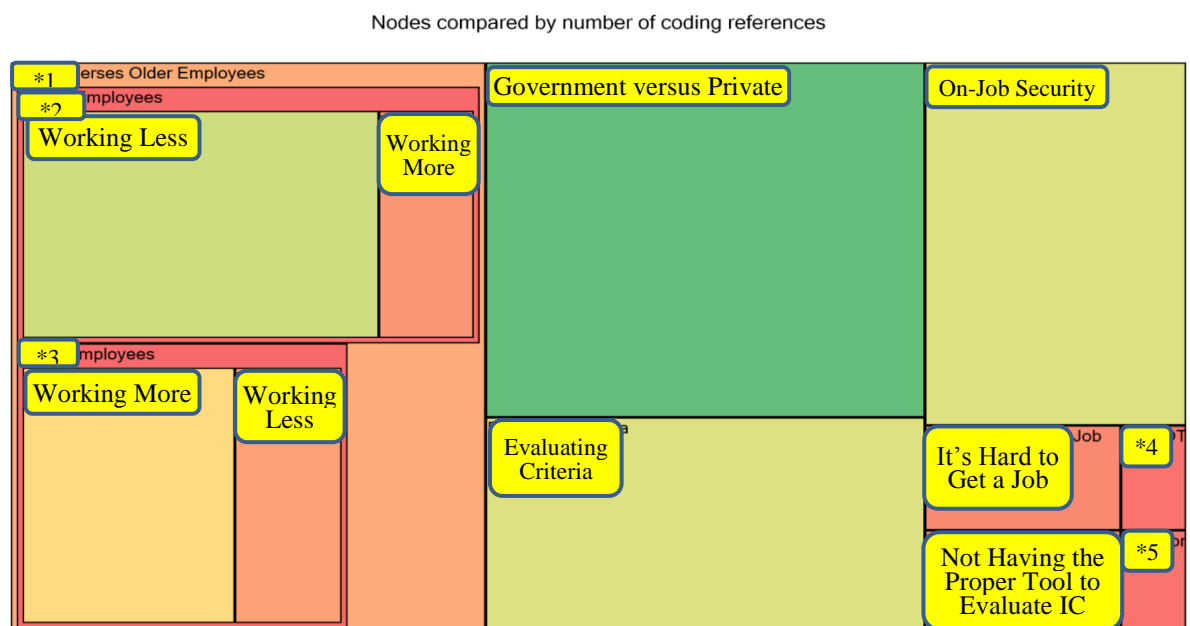 Nodes compared by number of coding references
*1 erses Older Employees
*2 mployees
Working Less
Working
More
*3 mployees
Working More
Working
Less
Government versus Private
Evaluating
Criteria
On-Job Security
It's Hard to
Get a Job
Job
*4
Not Having the
Proper Tool to
Evaluate IC
*5